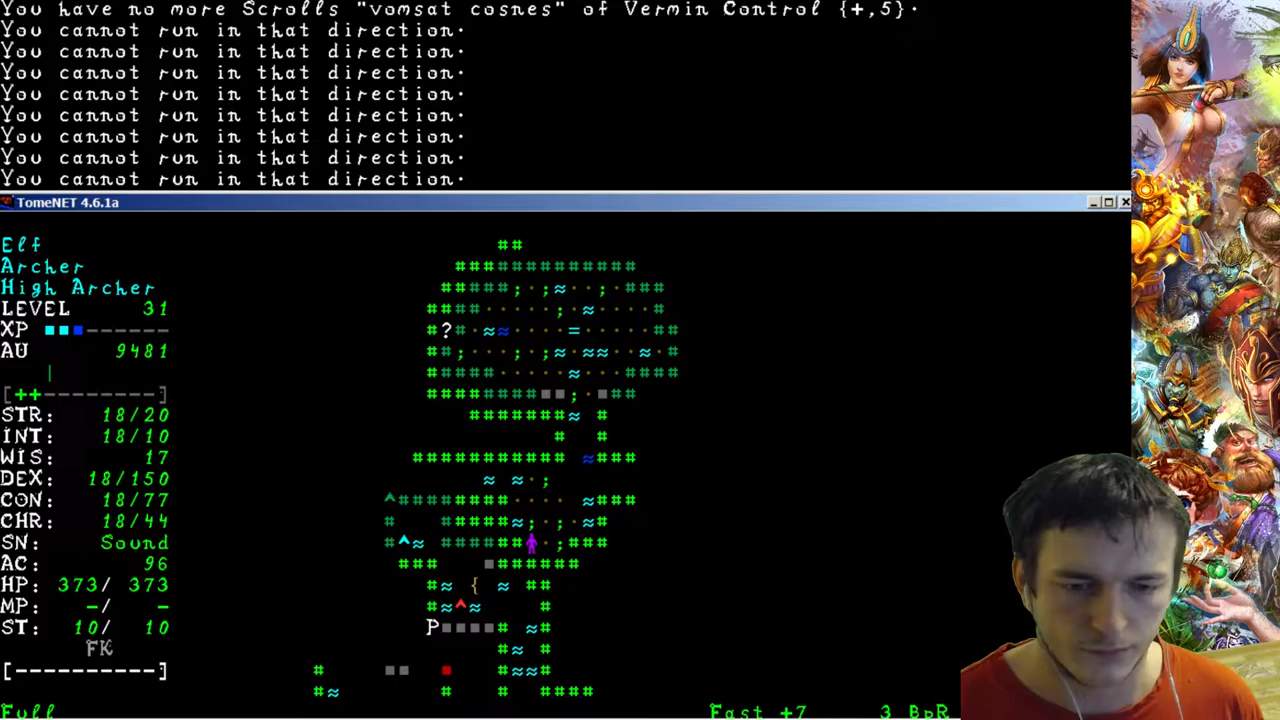 You have no more Scrolls "vomsat cosnes" of Vermin Control {+,5}.
You cannot run in that direction.
You cannot run in that direction.
You cannot run in that direction.
You cannot run in that direction.
You cannot run in that direction.
You cannot run in that direction.
You cannot run in that direction.
You cannot run in that direction.
TomeNET 4.6.1a
Elf
Archer
High Archer
LEVEL 31
XP
AU 9481
[++--------]
STR: 18/20
INT: 18/10
WIS: 17
DEX: 18/150
CON: 18/77
CHR: 18/44
SN: Sound
AC: 96
HP: 373/ 373
MP: -/ -
ST: 10/ 10
FK
[----------]
Full Fast +7 3 BpR